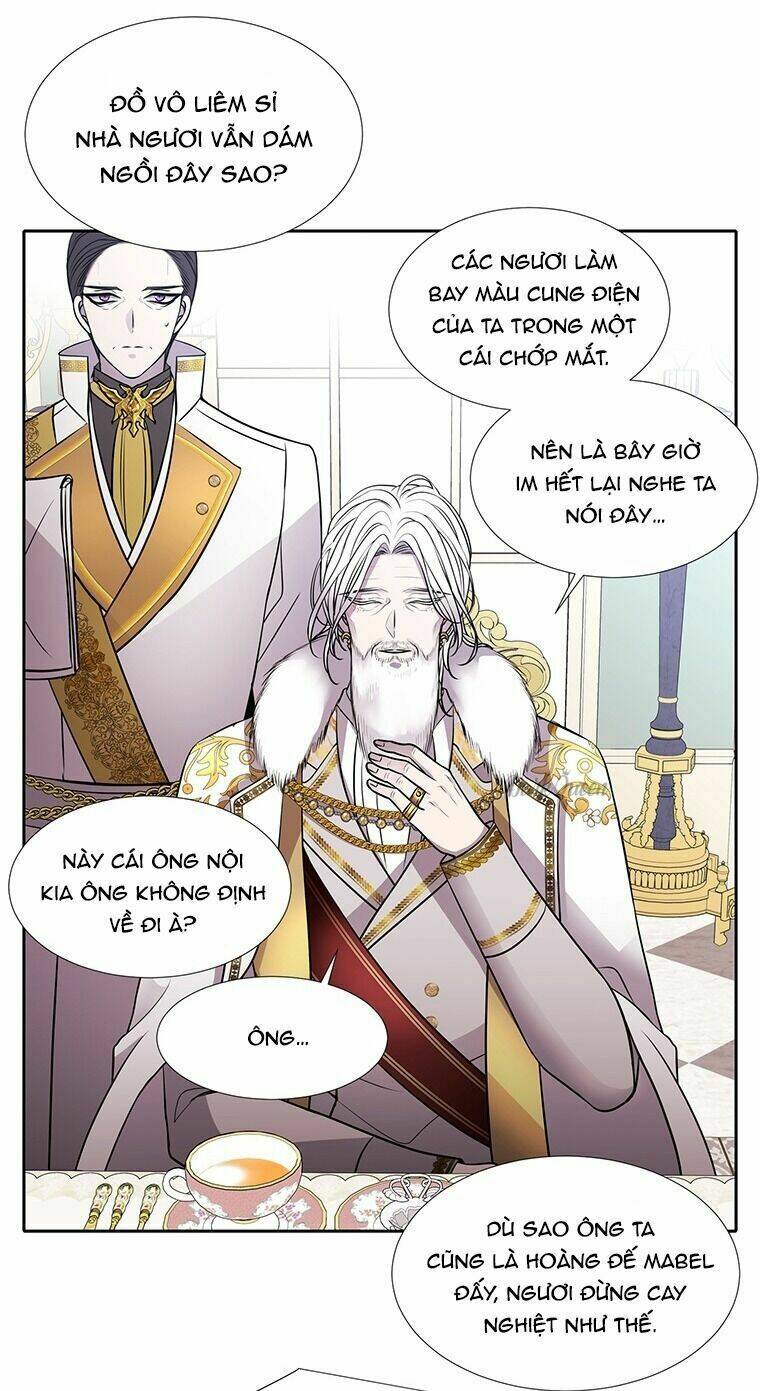 ĐỒ VÔ LIÊM SỈ
NHÀ NGƯƠI VẪN DÁM
NGỒI ĐÂY SAO?
CÁC NGƯƠI LÀM
BAY MÀU CUNG ĐIỆN
CỦA TA TRONG MỘT
CÁI CHỚP MẮT.
NÊN LÀ BÂY GIỜ
IM HẾT LẠI NGHE TA
NÓI ĐÂY...
NÀY CÁI ÔNG NỘI
KIA ÔNG KHÔNG ĐỊNH
VỀ ĐI À?
ÔNG...
DÙ SAO ÔNG TA
CŨNG LÀ HOÀNG ĐẾ MABEL
ĐẤY, NGƯƠI ĐỪNG CAY
NGHIỆT NHƯ THẾ.